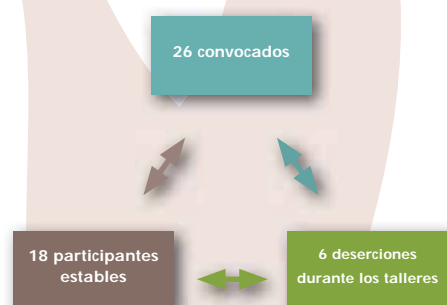 26 convocados
18 participantes
estables
6 deserciones
durante los talleres